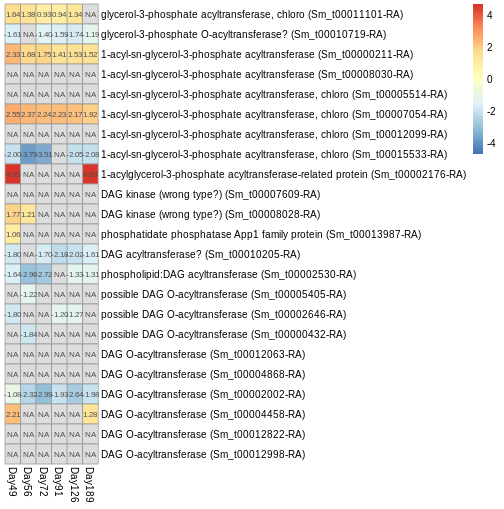 1.64 1.38 0.93 0.94 1.34 NA glycerol-3-phosphate acyltransferase, chloro (Sm_t00011101-RA)
-1.61 NA -1.40 -1.59 -1.74 -1.19 glycerol-3-phosphate O-acyltransferase? (Sm_t00010719-RA)
2.33 1.68 1.75 1.41 1.53 1.52 1-acyl-sn-glycerol-3-phosphate acyltransferase (Sm_t00000211-RA)
NA NA NA NA NA NA 1-acyl-sn-glycerol-3-phosphate acyltransferase (Sm_t00008030-RA)
NA NA NA NA NA NA 1-acyl-sn-glycerol-3-phosphate acyltransferase, chloro (Sm_t00005514-RA)
2.55 2.37 2.24 2.23 2.17 1.92 1-acyl-sn-glycerol-3-phosphate acyltransferase, chloro (Sm_t00007054-RA)
NA NA NA NA NA NA 1-acyl-sn-glycerol-3-phosphate acyltransferase, chloro (Sm_t00012099-RA)
-2.00 -3.79 -3.51 NA -2.05 -2.08 1-acyl-sn-glycerol-3-phosphate acyltransferase, chloro (Sm_t00015533-RA)
NA NA NA NA 1-acylglycerol-3-phosphate acyltransferase-related protein (Sm_t00002176-RA)
NA NA NA NA NA NA DAG kinase (wrong type?) (Sm_t00007609-RA)
1.77 1.21 NA NA NA NA DAG kinase (wrong type?) (Sm_t00008028-RA)
1.06 NA NA NA NA NA phosphatidate phosphatase App1 family protein (Sm_t00013987-RA)
-1.80 NA -1.70 -2.18 -2.02 -1.61 DAG acyltransferase? (Sm_t00010205-RA)
-1.64 -2.96 -2.72 NA -1.33 -1.31 phospholipid:DAG acyltransferase (Sm_t00002530-RA)
NA -1.22 NA NA NA NA possible DAG O-acyltransferase (Sm_t00005405-RA)
-1.80 NA NA -1.20 -1.27 NA possible DAG O-acyltransferase (Sm_t00002646-RA)
NA -1.84 NA NA NA NA possible DAG O-acyltransferase (Sm_t00000432-RA)
NA NA NA NA NA NA DAG O-acyltransferase (Sm_t00012063-RA)
NA NA NA NA NA NA DAG O-acyltransferase (Sm_t00004868-RA)
-1.08 -2.32 -2.99 -1.93 -2.64 -1.98 DAG O-acyltransferase (Sm_t00002002-RA)
2.21 NA NA NA NA 1.28 DAG O-acyltransferase (Sm_t00004458-RA)
NA NA NA NA NA NA DAG O-acyltransferase (Sm_t00012822-RA)
NA NA NA NA NA NA DAG O-acyltransferase (Sm_t00012998-RA)
Day49 Day56 Day72 Day91 Day126 Day189
4
2
0
-2
-4